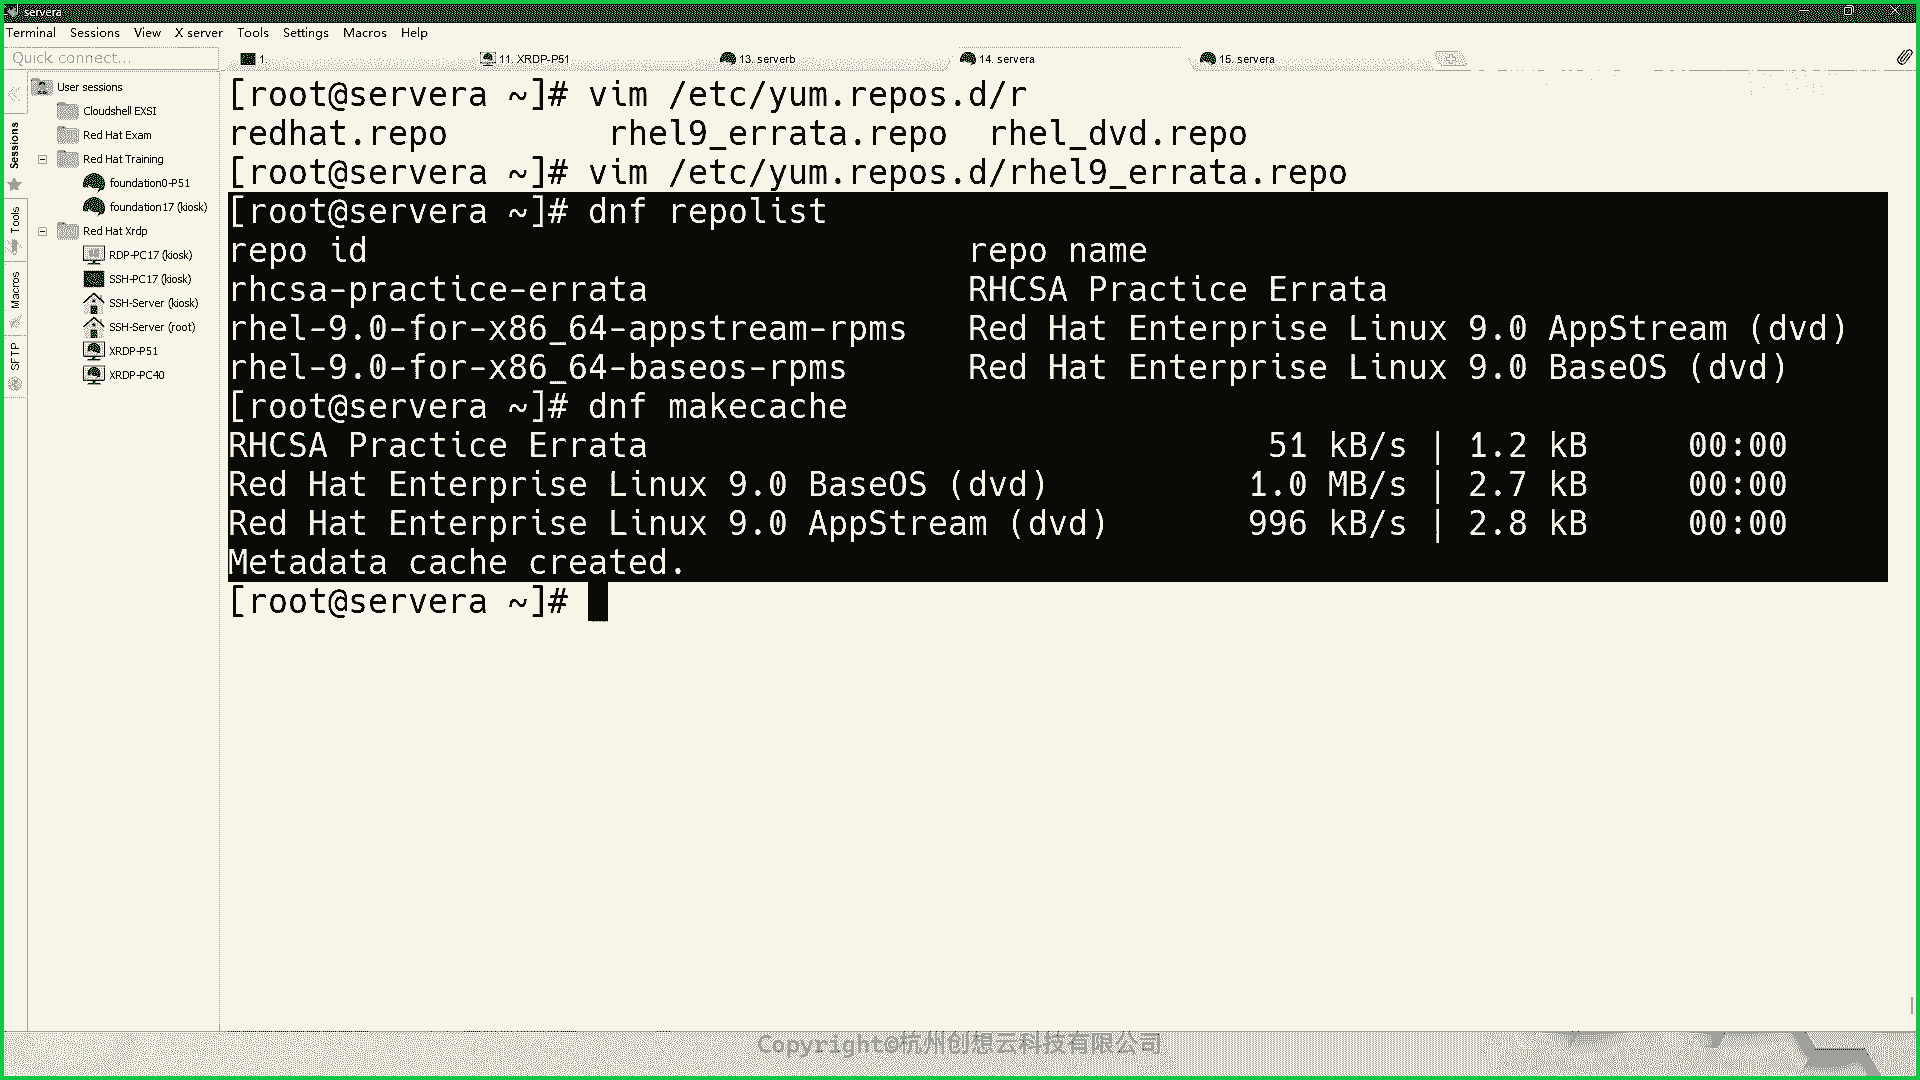 servera
Terminal Sessions View X server Tools Settings Macros Help
Quick connect...
1.
11. XRDP-P51
13. serverb
14. servera
15. servera
User sessions
Cloudshell EXSI
Red Hat Exam
Red Hat Training
foundation0-P51
foundation17 (kiosk)
Red Hat Xrdp
RDP-PC17 (kiosk)
SSH-PC17 (kiosk)
SSH-Server (kiosk)
SSH-Server (root)
XRDP-P51
XRDP-PC40
Sessions
Tools
Macros
SFTP
[root@servera ~]# vim /etc/yum.repos.d/r
redhat.repo rhel9_errata.repo rhel_dvd.repo
[root@servera ~]# vim /etc/yum.repos.d/rhel9_errata.repo
[root@servera ~]# dnf repolist
repo id repo name
rhcsa-practice-errata RHCSA Practice Errata
rhel-9.0-for-x86_64-appstream-rpms Red Hat Enterprise Linux 9.0 AppStream (dvd)
rhel-9.0-for-x86_64-baseos-rpms Red Hat Enterprise Linux 9.0 BaseOS (dvd)
[root@servera ~]# dnf makecache
RHCSA Practice Errata 51 kB/s | 1.2 kB 00:00
Red Hat Enterprise Linux 9.0 BaseOS (dvd) 1.0 MB/s | 2.7 kB 00:00
Red Hat Enterprise Linux 9.0 AppStream (dvd) 996 kB/s | 2.8 kB 00:00
Metadata cache created.
[root@servera ~]#
Copyright@杭州创想云科技有限公司